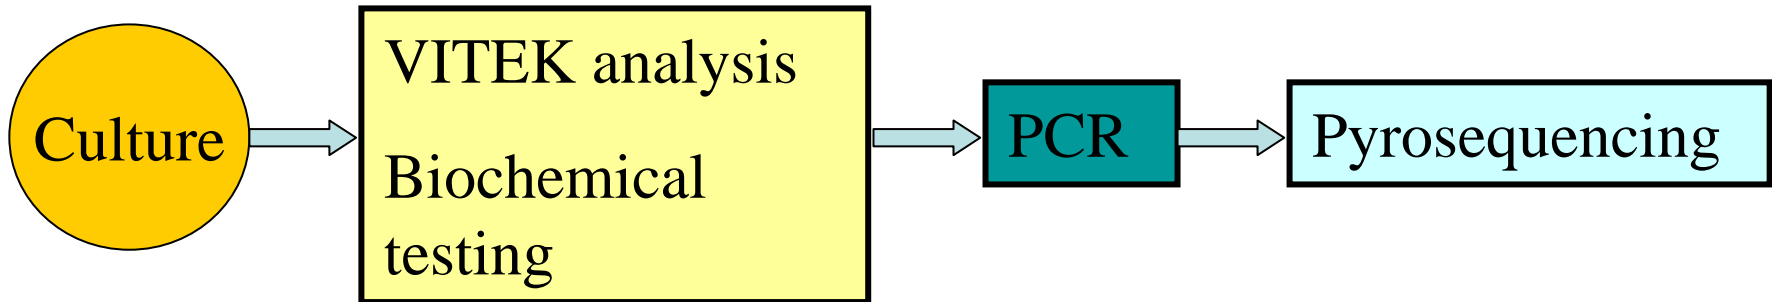 Culture
VITEK analysis
Biochemical
testing
PCR
Pyrosequencing